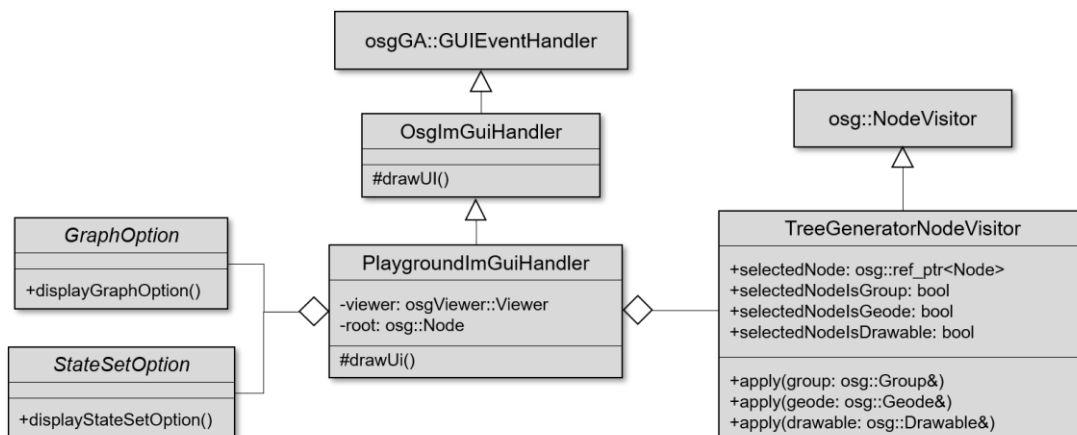 osgGA::GUIEventHandler
OsgImGuiHandler
#drawUI()
osg::NodeVisitor
GraphOption
+displayGraphOption()
StateSetOption
+displayStateSetOption()
PlaygroundImGuiHandler
-viewer: osgViewer::Viewer
-root: osg::Node
#drawUi()
TreeGeneratorNodeVisitor
+selectedNode: osg::ref_ptr<Node>
+selectedNodeIsGroup: bool
+selectedNodeIsGeode: bool
+selectedNodeIsDrawable: bool
+apply(group: osg::Group&)
+apply(geode: osg::Geode&)
+apply(drawable: osg::Drawable&)